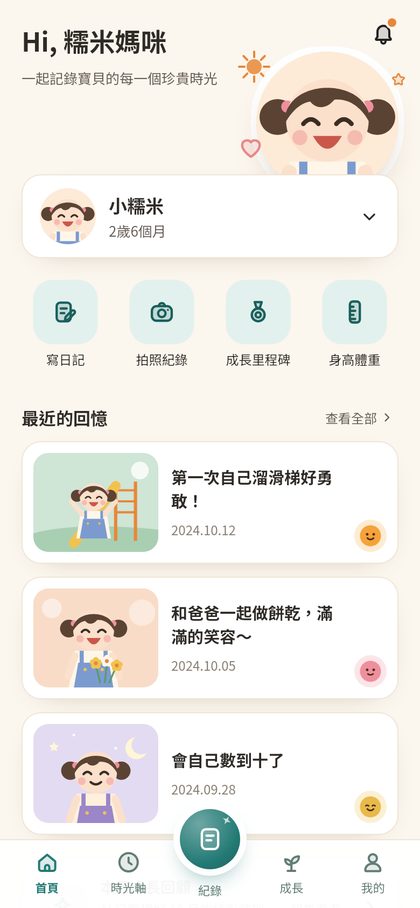 Hi, 糯米媽咪
一起記錄寶貝的每一個珍貴時光
小糯米
2歲6個月
寫日記
拍照紀錄
成長里程碑
身高體重
最近的回憶
查看全部
第一次自己溜滑梯好勇
敢！
2024.10.12
和爸爸一起做餅乾，滿
滿的笑容～
2024.10.05
會自己數到十了
2024.09.28
首頁
時光軸
紀錄
成長
我的